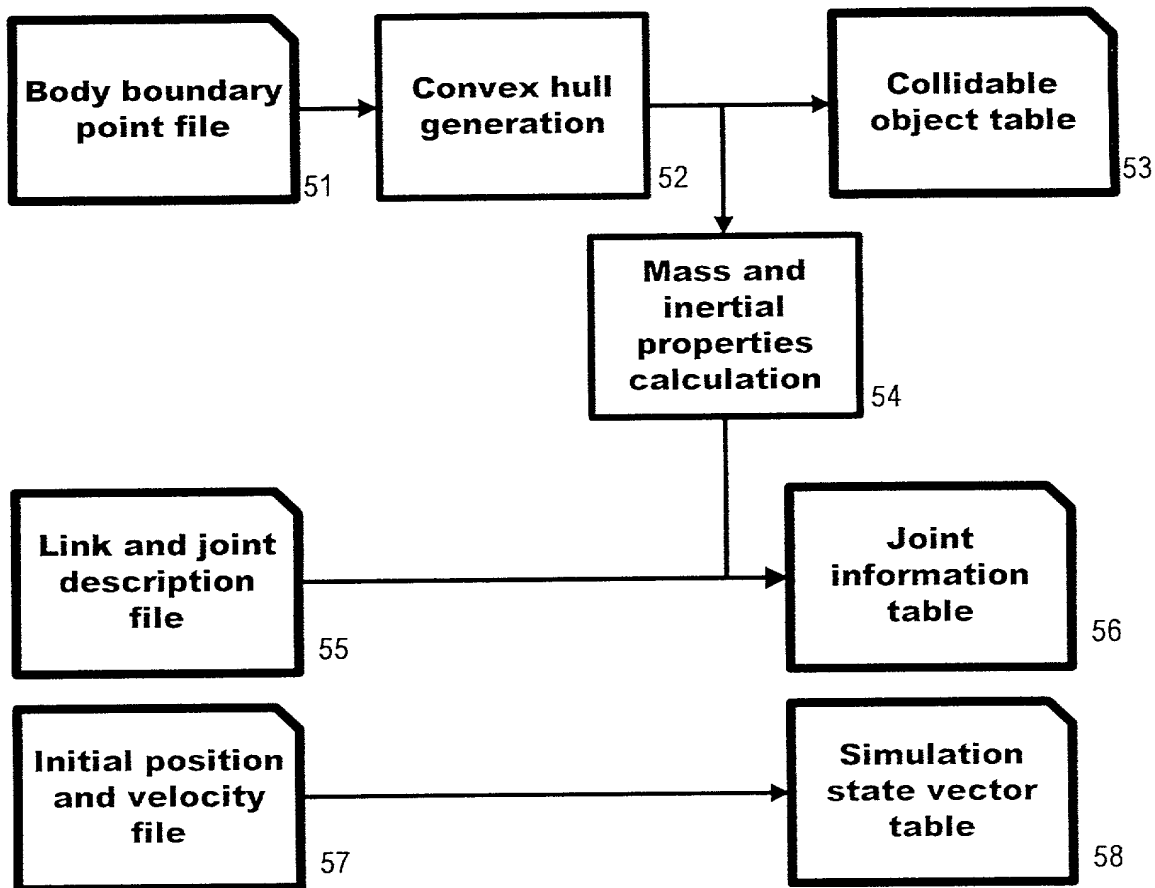 Body boundary
point file
51
Convex hull
generation
52
Collidable
object table
53
Mass and
inertial
properties
calculation
54
Link and joint
description
file
55
Joint
information
table
56
Initial position
and velocity
file
57
Simulation
state vector
table
58